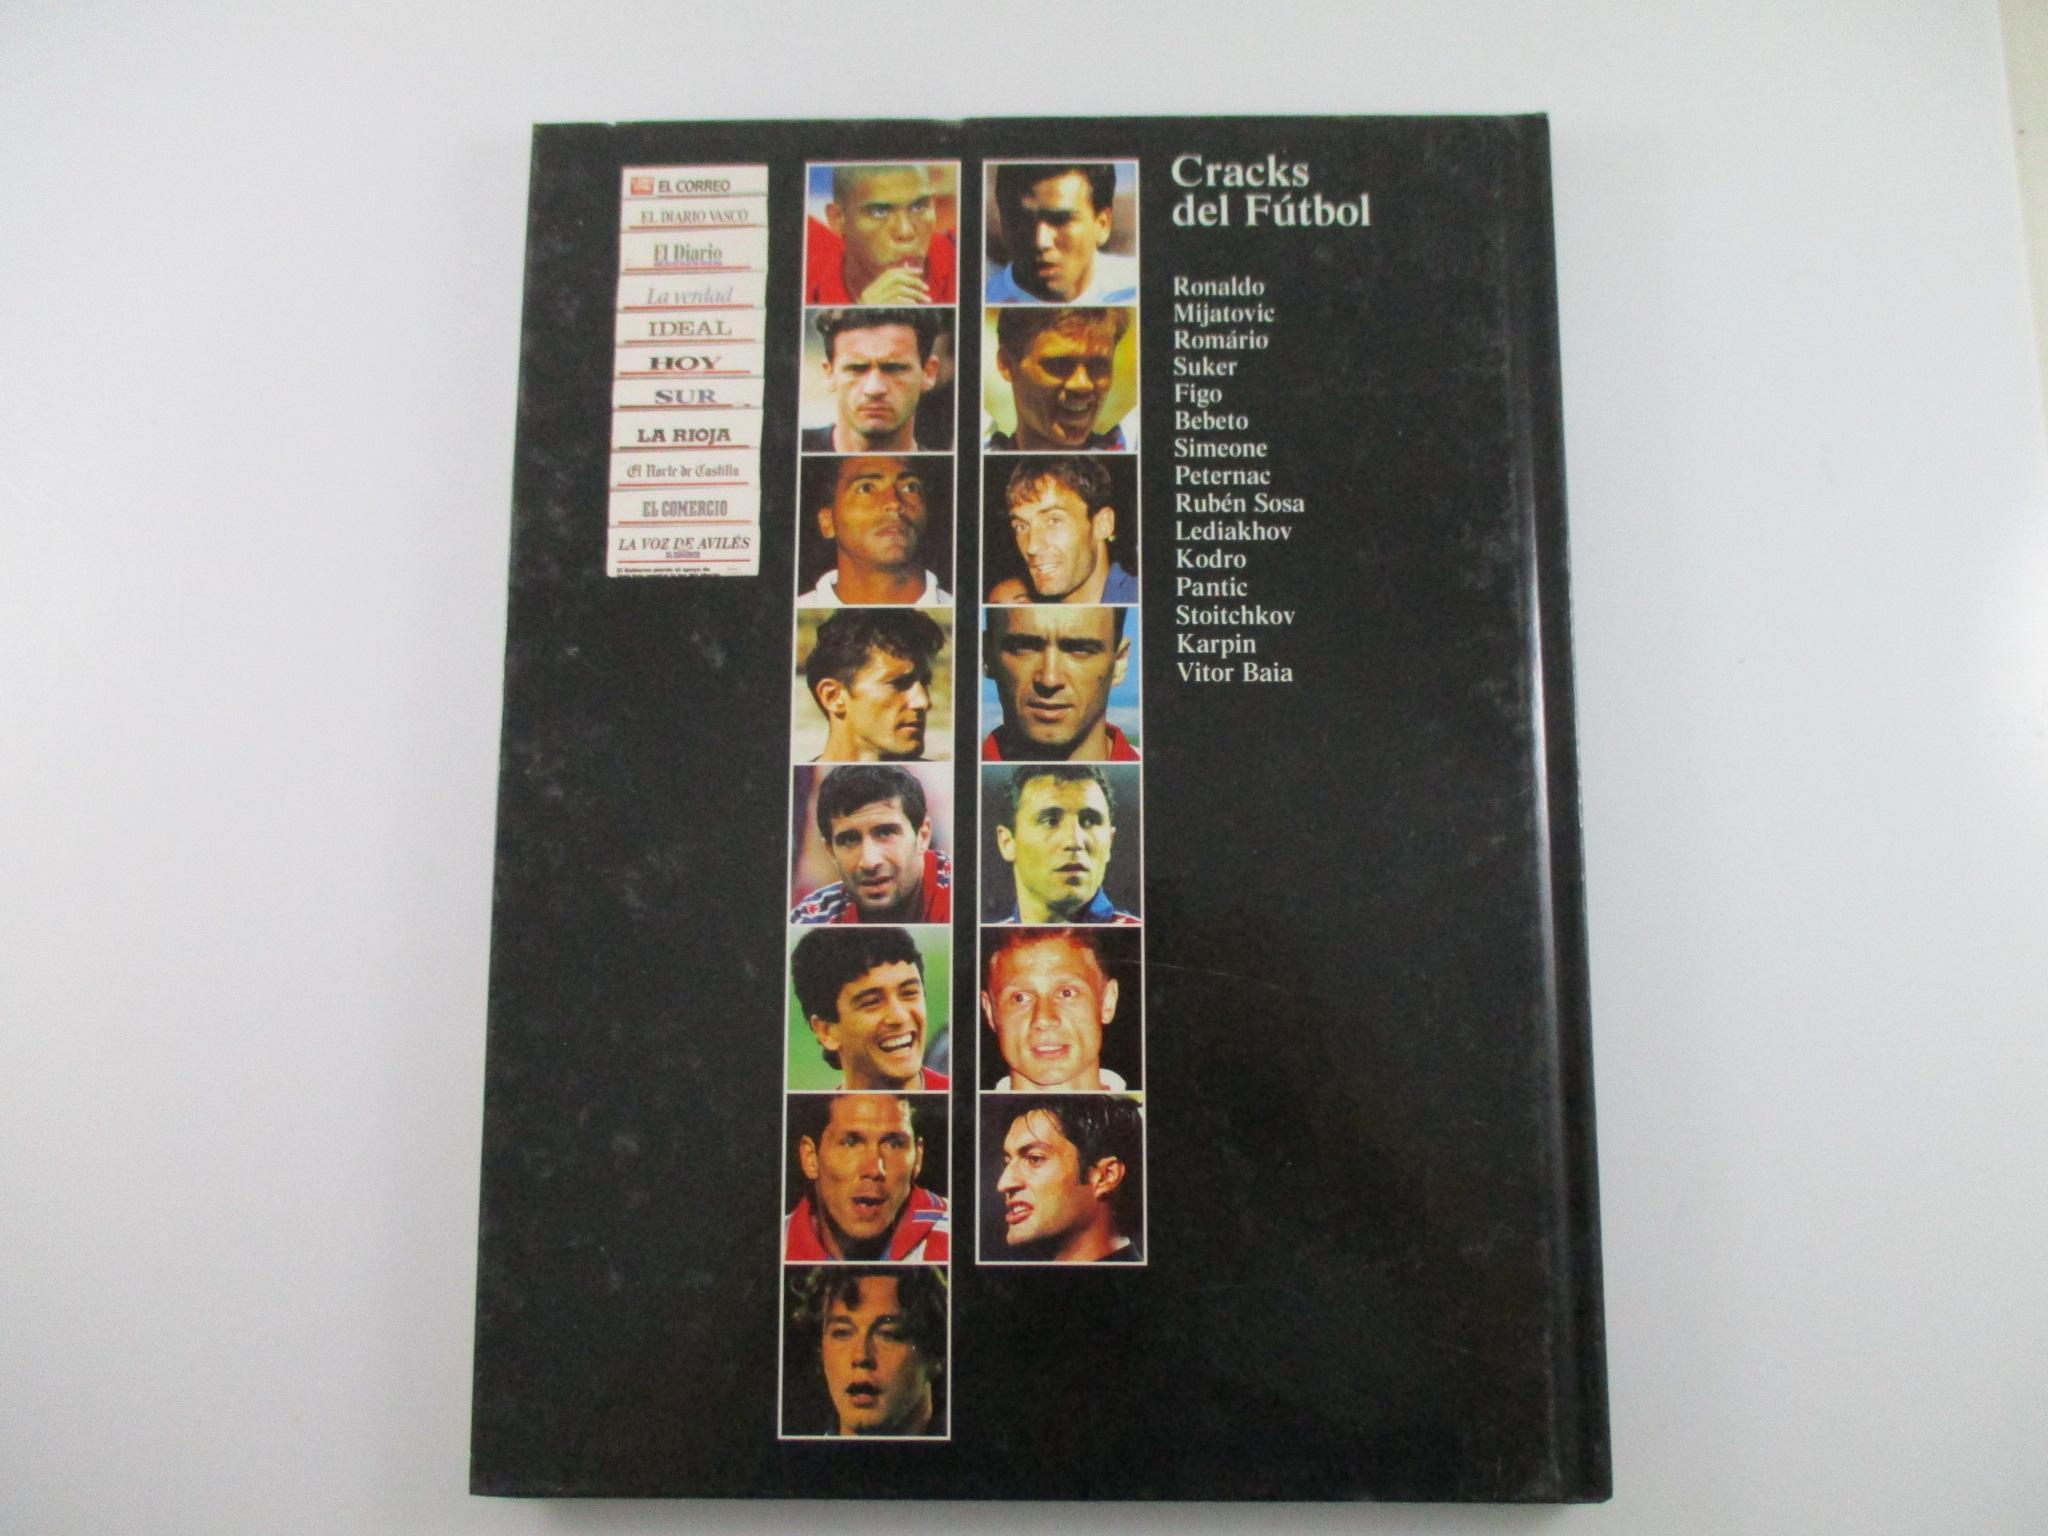 EL CORREO
EL DIARIO VASCO
El Diario
La verdad
IDEAL
HOY
SUR
LA RIOJA
El Norte de Castilla
EL COMERCIO
LA VOZ DE AVILÉS
Cracks
del Fútbol
Ronaldo
Mijatovic
Romário
Suker
Figo
Bebeto
Simeone
Peternac
Rubén Sosa
Lediakhov
Kodro
Pantic
Stoitchkov
Karpin
Vitor Baia